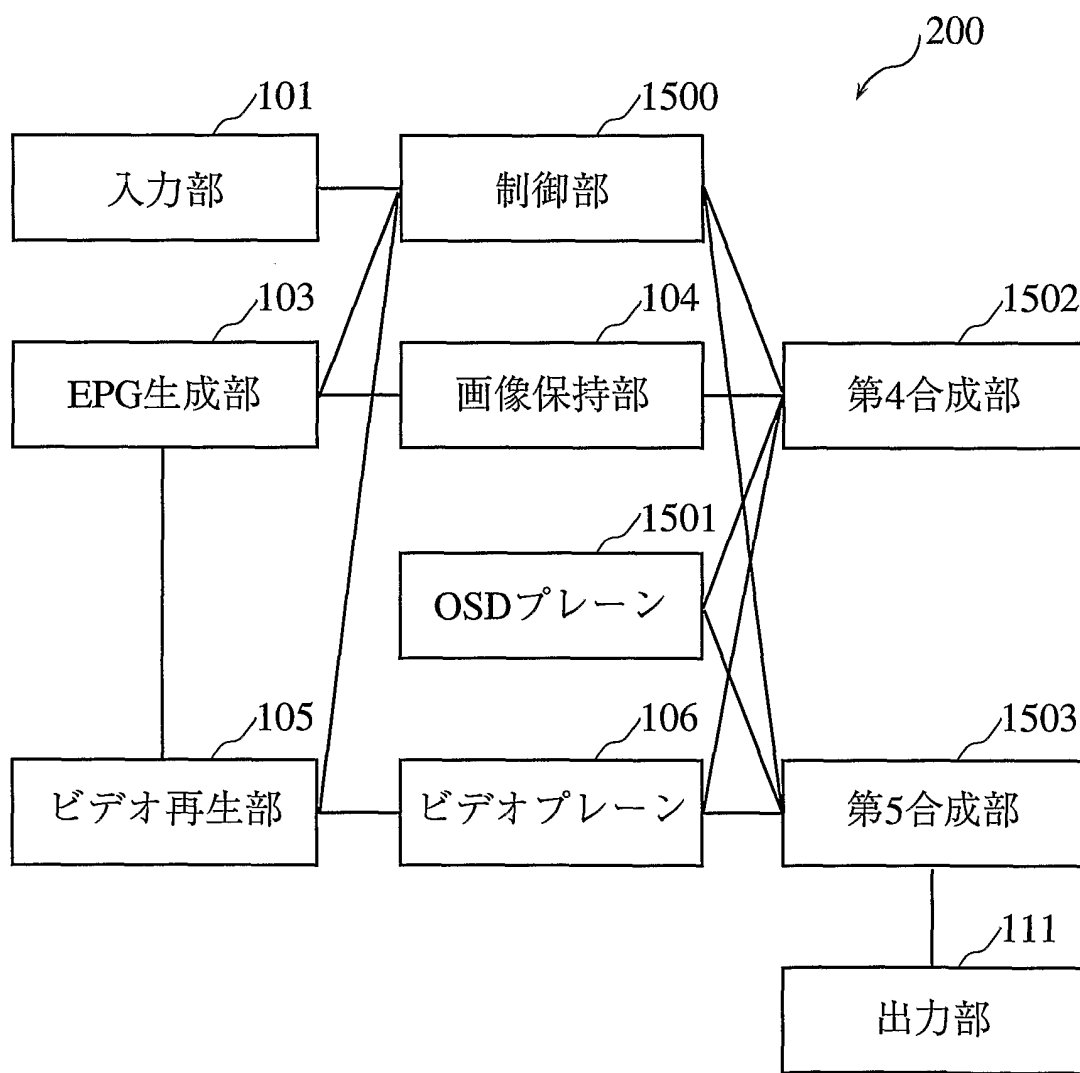 200
101
入力部
1500
制御部
103
EPG生成部
104
画像保持部
1502
第4合成部
1501
OSDプレーン
105
ビデオ再生部
106
ビデオプレーン
1503
第5合成部
111
出力部